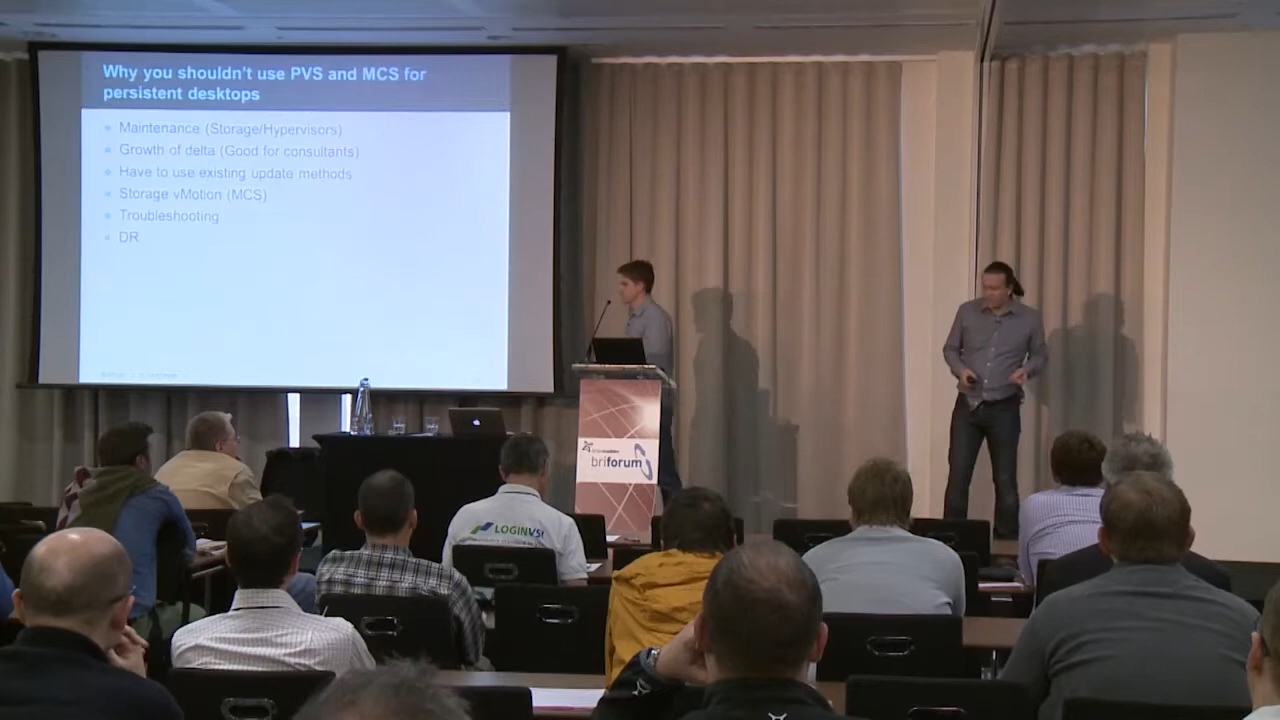 Why you shouldn't use PVS and MCS for
persistent desktops
Maintenance (Storage/Hypervisors)
Growth of delta (Good for consultants)
Have to use existing update methods
Storage vMotion (MCS)
Troubleshooting
DR
briforum
LOGINVSI